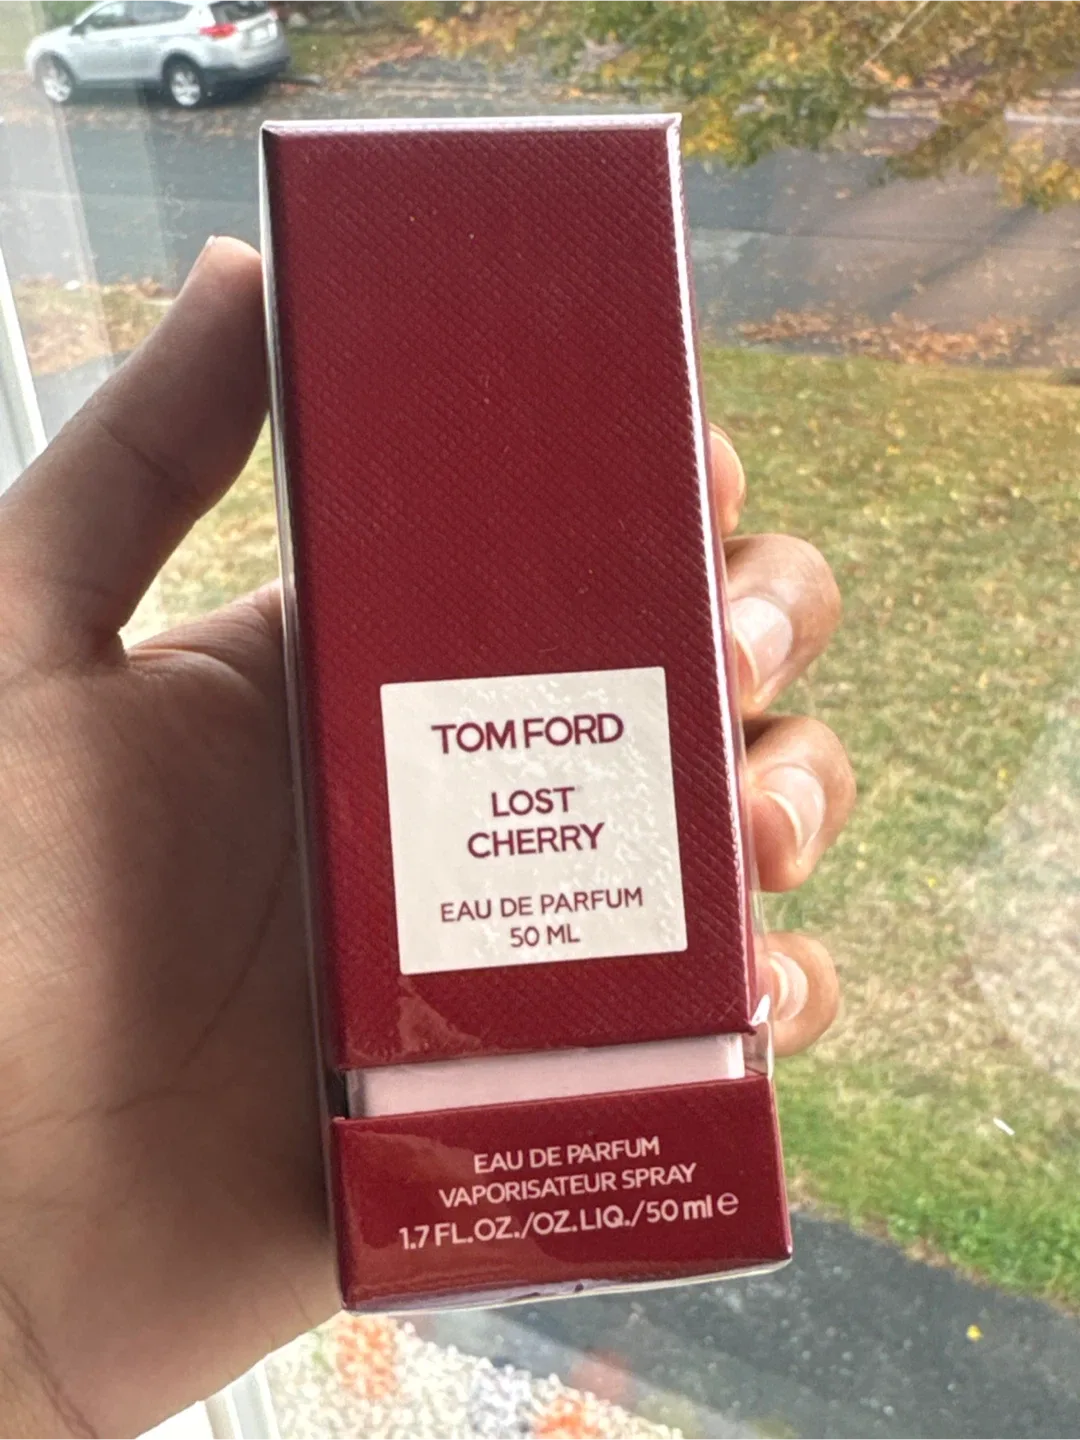 TOM FORD
LOST
CHERRY
EAU DE PARFUM
50 ML
EAU DE PARFUM
VAPORISATEUR SPRAY
1.7 FL.OZ./OZ.LIQ./50 ml e